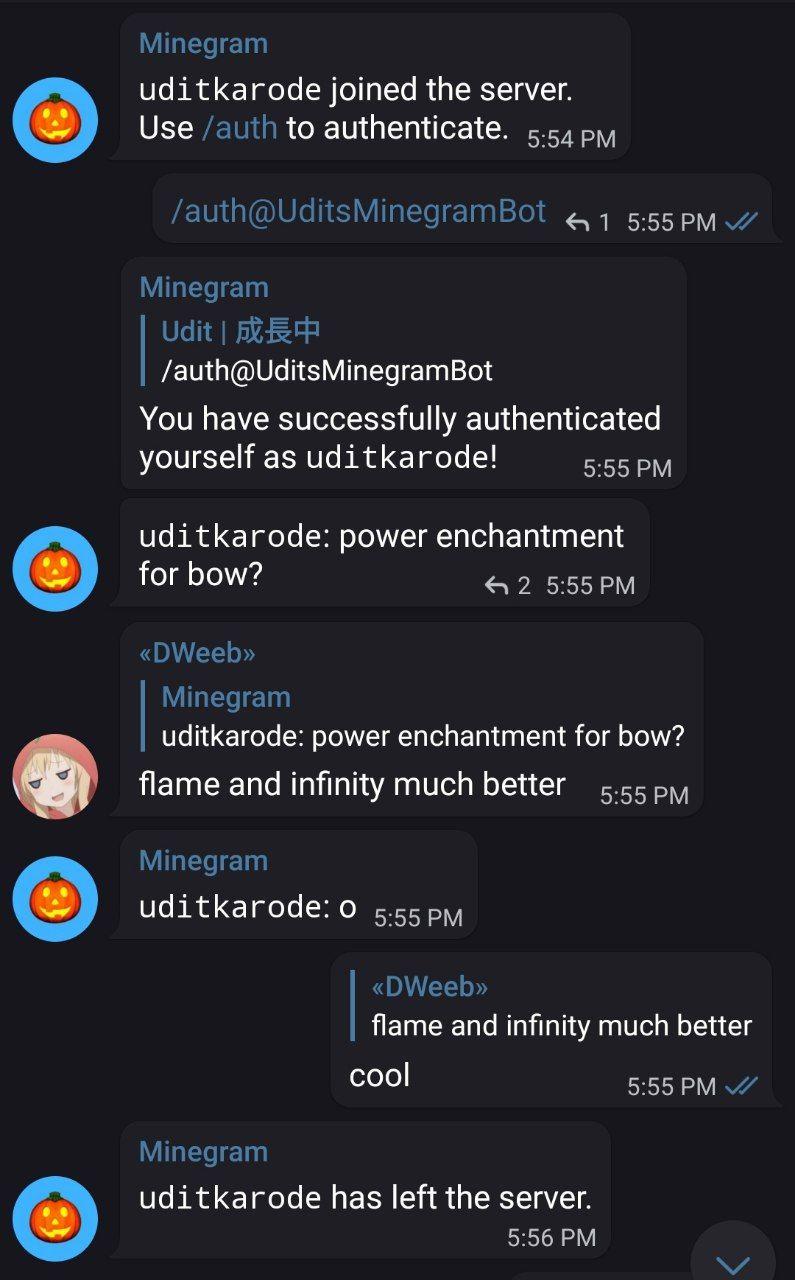 Minegram
uditkarode joined the server.
Use /auth to authenticate. 5:54 PM
/auth@UditsMinegramBot 1 5:55 PM
Minegram
Udit | 成長中
/auth@UditsMinegramBot
You have successfully authenticated
yourself as uditkarode! 5:55 PM
uditkarode: power enchantment
for bow? 2 5:55 PM
«DWeeb»
Minegram
uditkarode: power enchantment for bow?
flame and infinity much better 5:55 PM
Minegram
uditkarode: o 5:55 PM
«DWeeb»
flame and infinity much better
cool 5:55 PM
Minegram
uditkarode has left the server.
5:56 PM